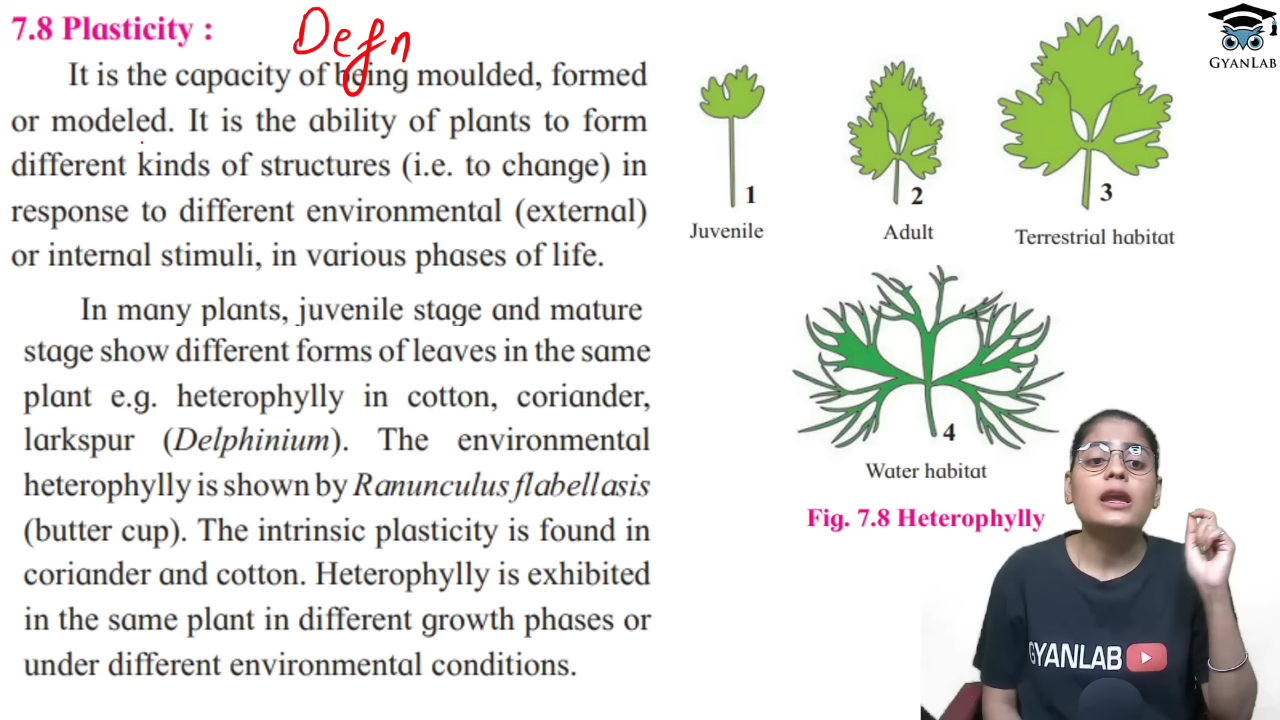 7.8 Plasticity :
Defn
It is the capacity of being moulded, formed
or modeled. It is the ability of plants to form
different kinds of structures (i.e. to change) in
response to different environmental (external)
or internal stimuli, in various phases of life.
In many plants, juvenile stage and mature
stage show different forms of leaves in the same
plant e.g. heterophylly in cotton, coriander,
larkspur (Delphinium). The environmental
heterophylly is shown by Ranunculus flabellasis
(butter cup). The intrinsic plasticity is found in
coriander and cotton. Heterophylly is exhibited
in the same plant in different growth phases or
under different environmental conditions.
GYANLAB
1
2
3
Juvenile
Adult
Terrestrial habitat
4
Water habitat
Fig. 7.8 Heterophylly
GYANLAB